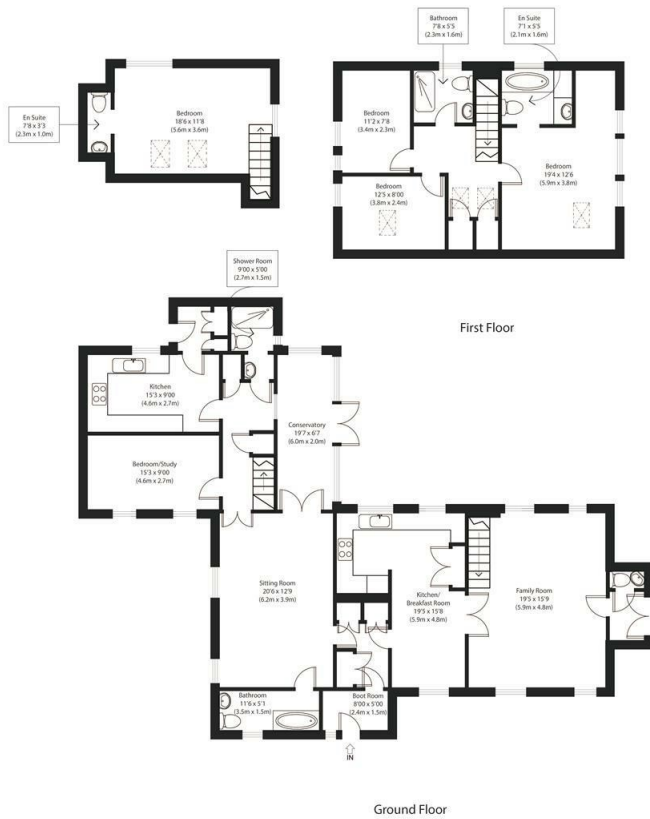 Bathroom
7'8 x 5'5
(2.3m x 1.6m)
En Suite
7'1 x 5'5
(2.1m x 1.6m)
En Suite
7'8 x 3'3
(2.3m x 1.0m)
Bedroom
18'6 x 11'8
(5.6m x 3.6m)
Bedroom
11'2 x 7'8
(3.4m x 2.3m)
Bedroom
12'5 x 8'00
(3.8m x 2.4m)
Bedroom
19'4 x 12'6
(5.9m x 3.8m)
First Floor
Shower Room
9'00 x 5'00
(2.7m x 1.5m)
Kitchen
15'3 x 9'00
(4.6m x 2.7m)
Conservatory
19'7 x 6'7
(6.0m x 2.0m)
Bedroom/Study
15'3 x 9'00
(4.6m x 2.7m)
Sitting Room
20'6 x 12'9
(6.2m x 3.9m)
Kitchen/
Breakfast Room
19'5 x 15'8
(5.9m x 4.8m)
Family Room
19'5 x 15'9
(5.9m x 4.8m)
Bathroom
11'6 x 5'1
(3.5m x 1.5m)
Boot Room
8'00 x 5'00
(2.4m x 1.5m)
IN
Ground Floor